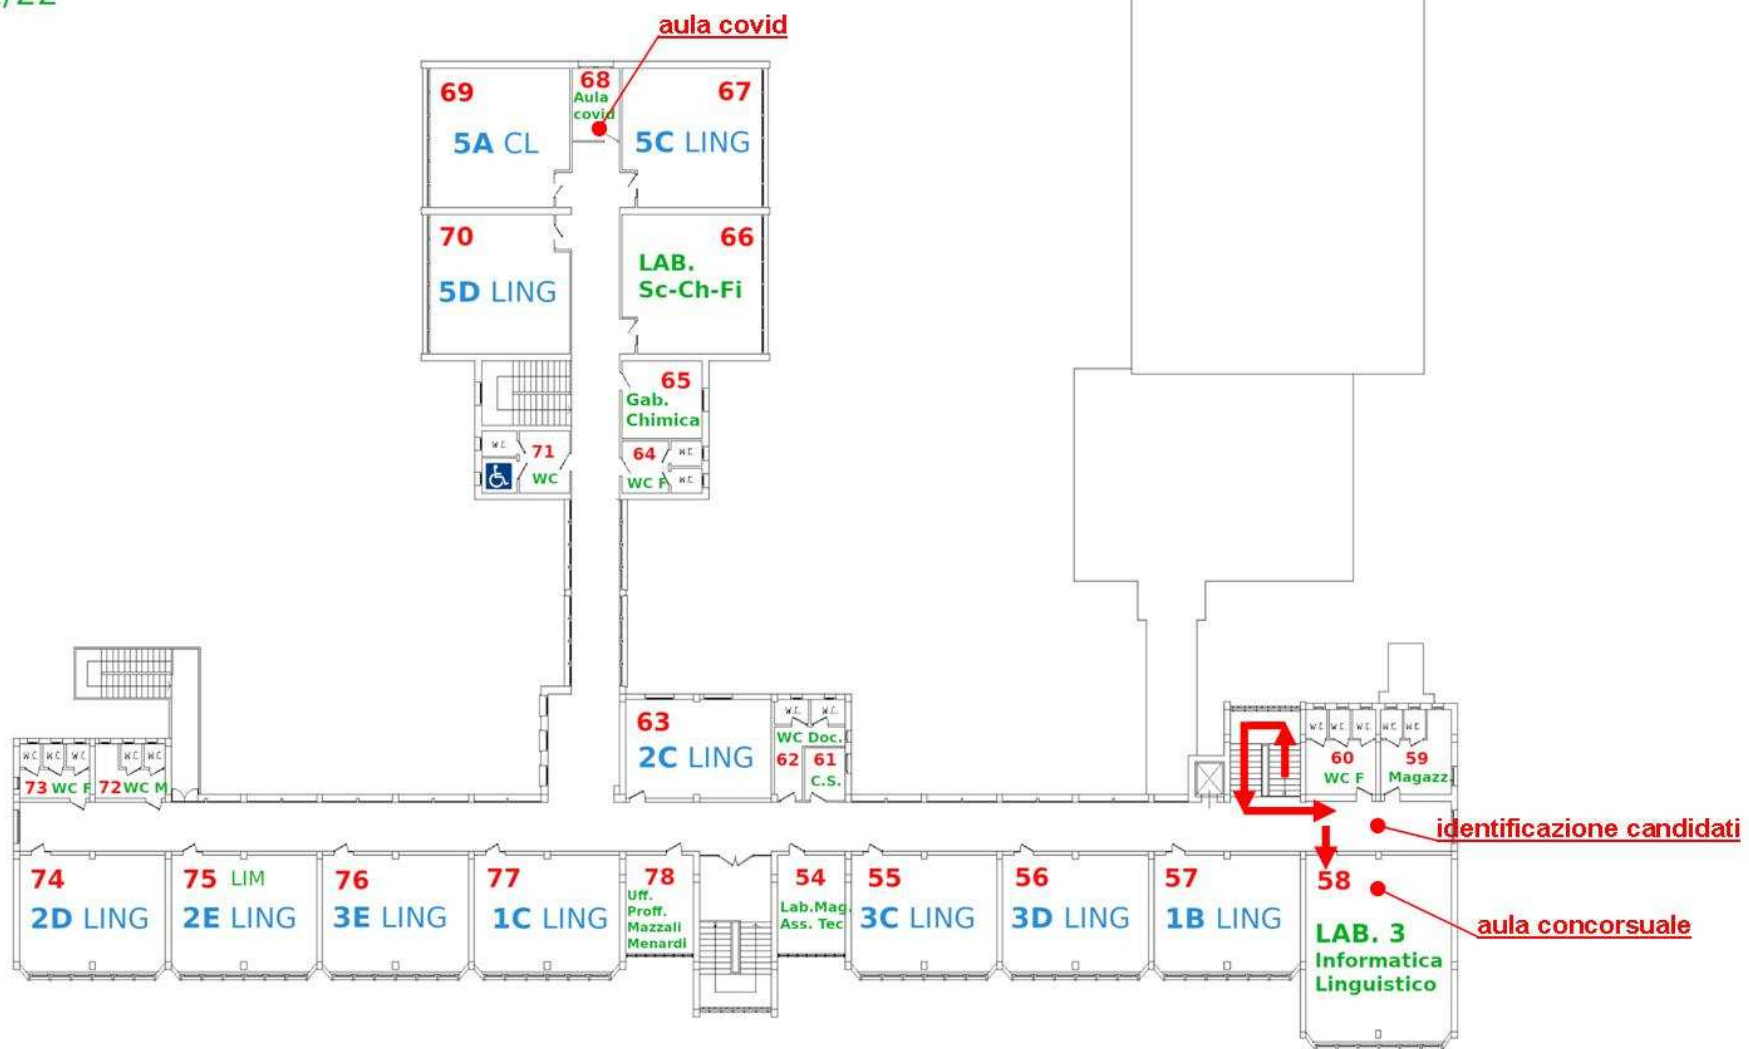 /22
aula covid
69
5A CL
68
Aula
covid
67
5C LING
70
5D LING
66
LAB.
Sc-Ch-Fi
65
Gab.
Chimica
W.C
71
WC
64
WC F
W.C
W.C
63
2C LING
W.C.
W.C.
WC Doc.
62
61
C.S.
W.C
W.C
W.C
W.C
W.C
60
WC F
59
Magazz.
W.C
W.C
W.C
W.C
W.C
73 WC F
72 WC M
identificazione candidati
74
2D LING
75 LIM
2E LING
76
3E LING
77
1C LING
78
Uff.
Proff.
Mazzali
Menardi
54
Lab.Mag.
Ass. Tec
55
3C LING
56
3D LING
57
1B LING
58
aula concorsuale
LAB. 3
Informatica
Linguistico